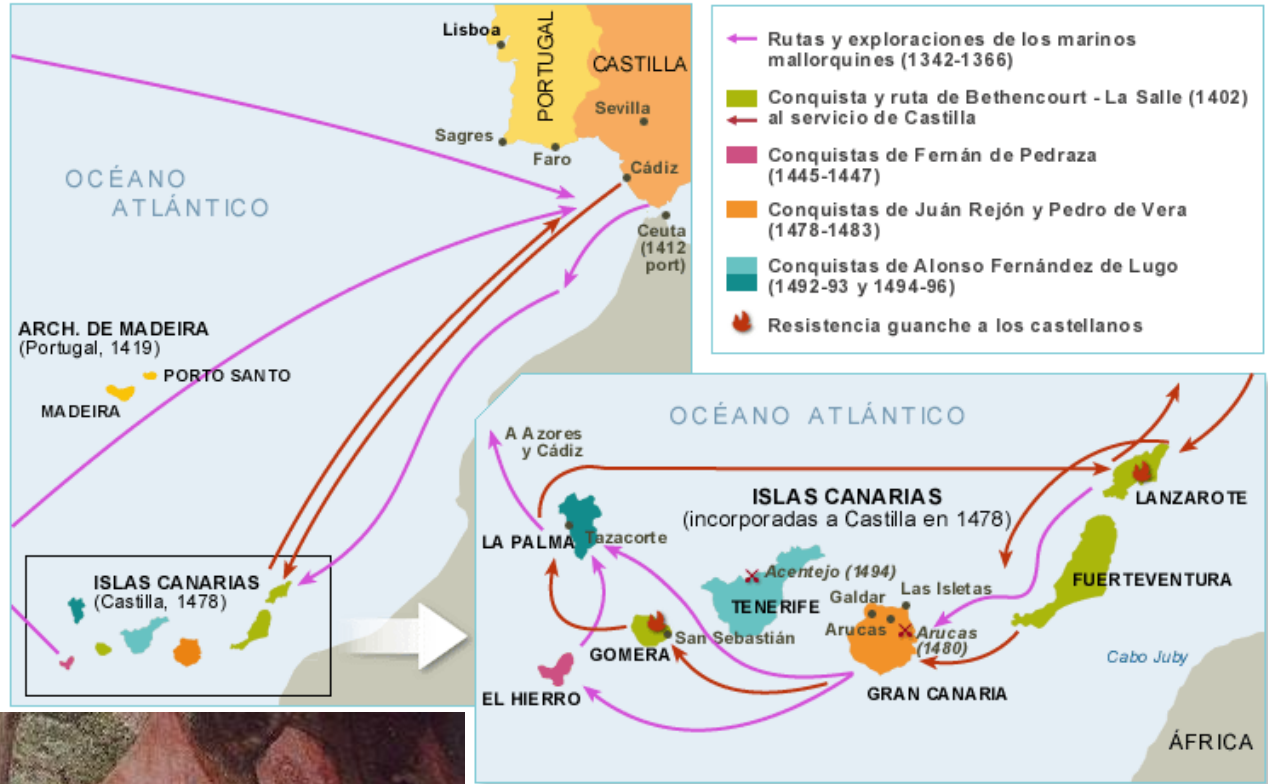 Lisboa
PORTUGAL
CASTILLA
Sevilla
Sagres
Faro
Cádiz
OCÉANO
ATLÁNTICO
Ceuta
(1412
port)
ARCH. DE MADEIRA
(Portugal, 1419)
PORTO SANTO
MADEIRA
ISLAS CANARIAS
(Castilla, 1478)
Rutas y exploraciones de los marinos
mallorquines (1342-1366)
Conquista y ruta de Bethencourt - La Salle (1402)
al servicio de Castilla
Conquistas de Fernán de Pedraza
(1445-1447)
Conquistas de Juán Rejón y Pedro de Vera
(1478-1483)
Conquistas de Alonso Fernández de Lugo
(1492-93 y 1494-96)
Resistencia guanche a los castellanos
OCÉANO ATLÁNTICO
A Azores
y Cádiz
ISLAS CANARIAS
(incorporadas a Castilla en 1478)
LANZAROTE
LA PALMA
Tazacorte
Acentejo (1494)
TENERIFE
FUERTEVENTURA
Las Isletas
Galdar
Arucas
Arucas
(1480)
San Sebastián
GOMERA
Cabo Juby
EL HIERRO
GRAN CANARIA
ÁFRICA